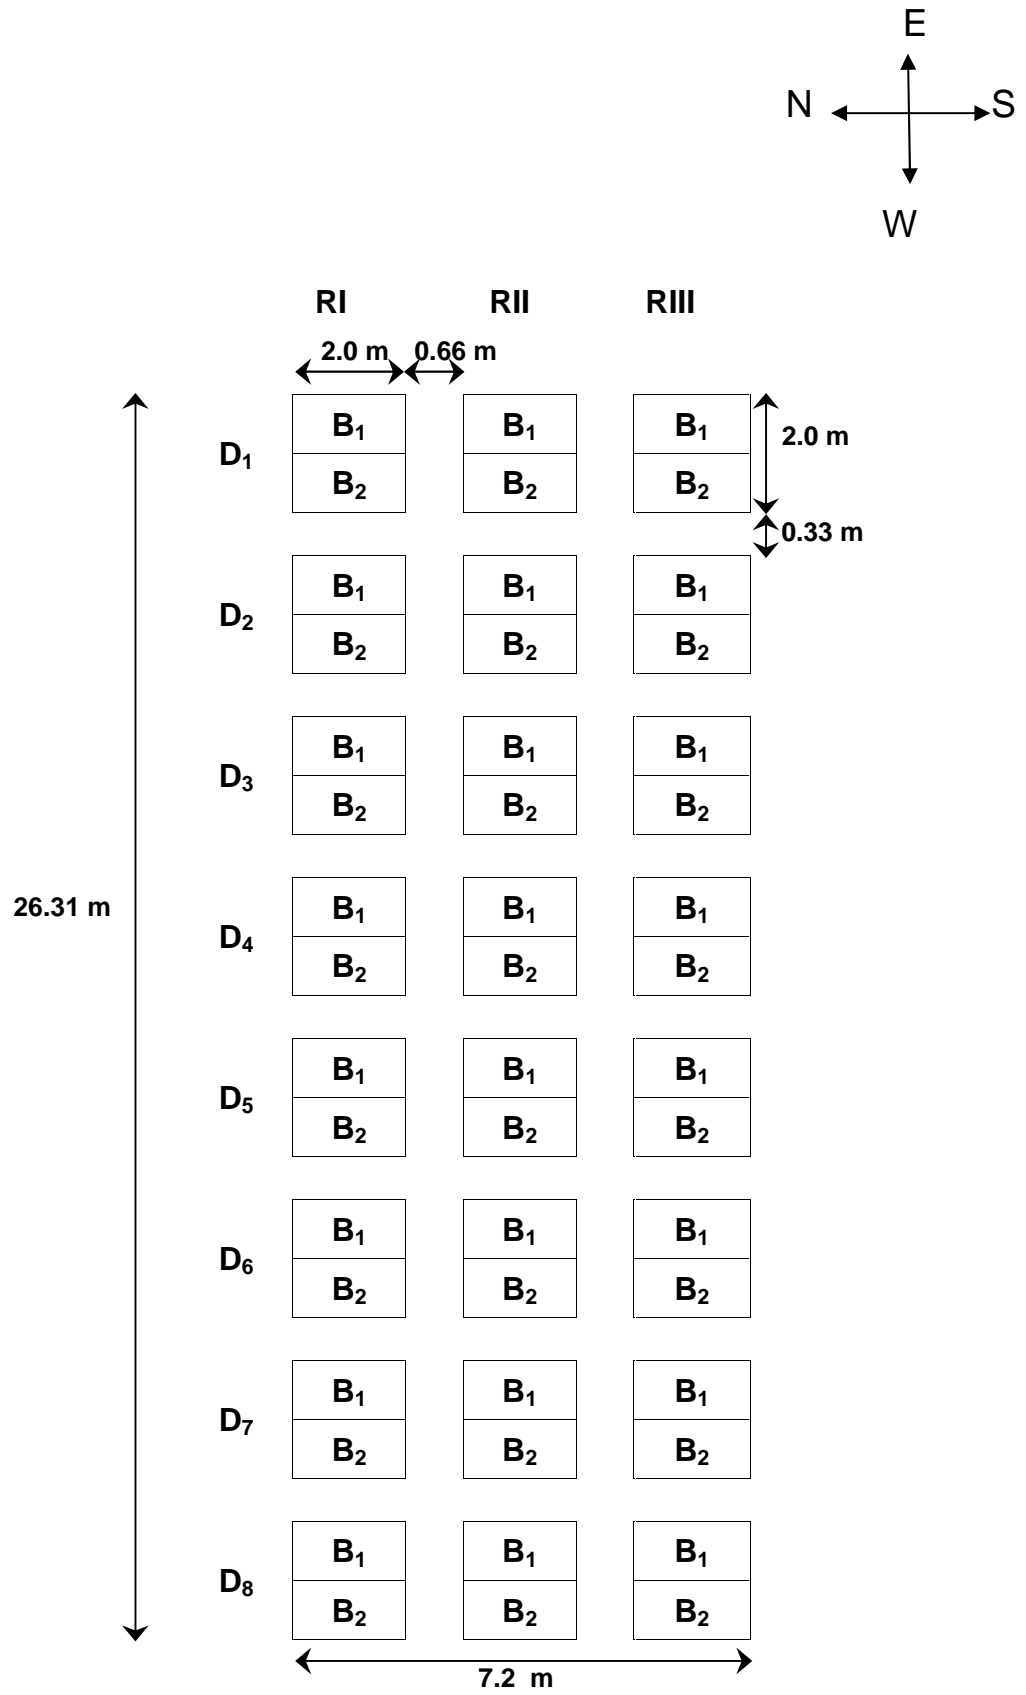 E
N S
W
RI RII RIII
2.0 m 0.66 m
B₁ B₁ B₁
D₁ 2.0 m
B₂ B₂ B₂
0.33 m
B₁ B₁ B₁
D₂
B₂ B₂ B₂
B₁ B₁ B₁
D₃
B₂ B₂ B₂
26.31 m
B₁ B₁ B₁
D₄
B₂ B₂ B₂
B₁ B₁ B₁
D₅
B₂ B₂ B₂
B₁ B₁ B₁
D₆
B₂ B₂ B₂
B₁ B₁ B₁
D₇
B₂ B₂ B₂
B₁ B₁ B₁
D₈
B₂ B₂ B₂
7.2 m